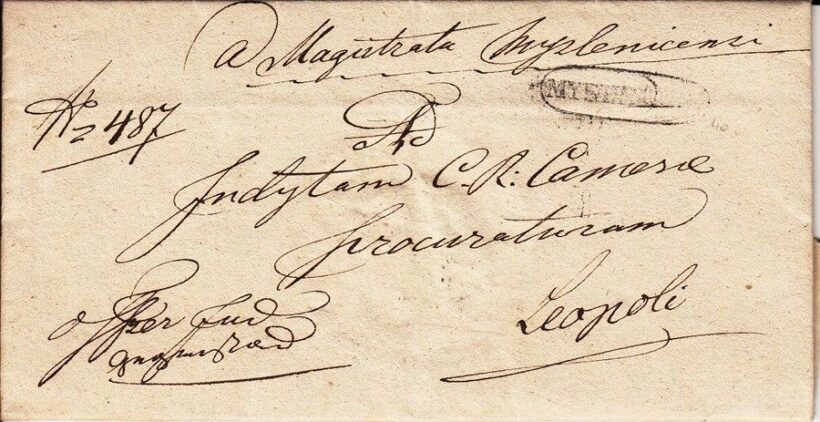 a Magistratu Myslenicensi
No 487
Ad
Inclytam C. R: Camerae
procuraturam
Leopoli